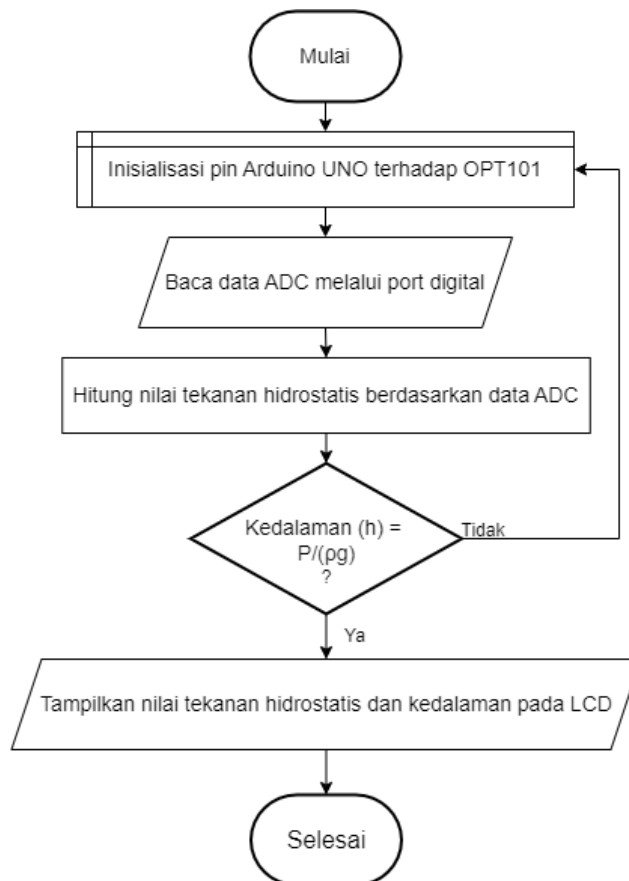 Mulai
Inisialisasi pin Arduino UNO terhadap OPT101
Baca data ADC melalui port digital
Hitung nilai tekanan hidrostatis berdasarkan data ADC
Kedalaman (h) =
P/(ρg)
?
Tidak
Ya
Tampilkan nilai tekanan hidrostatis dan kedalaman pada LCD
Selesai